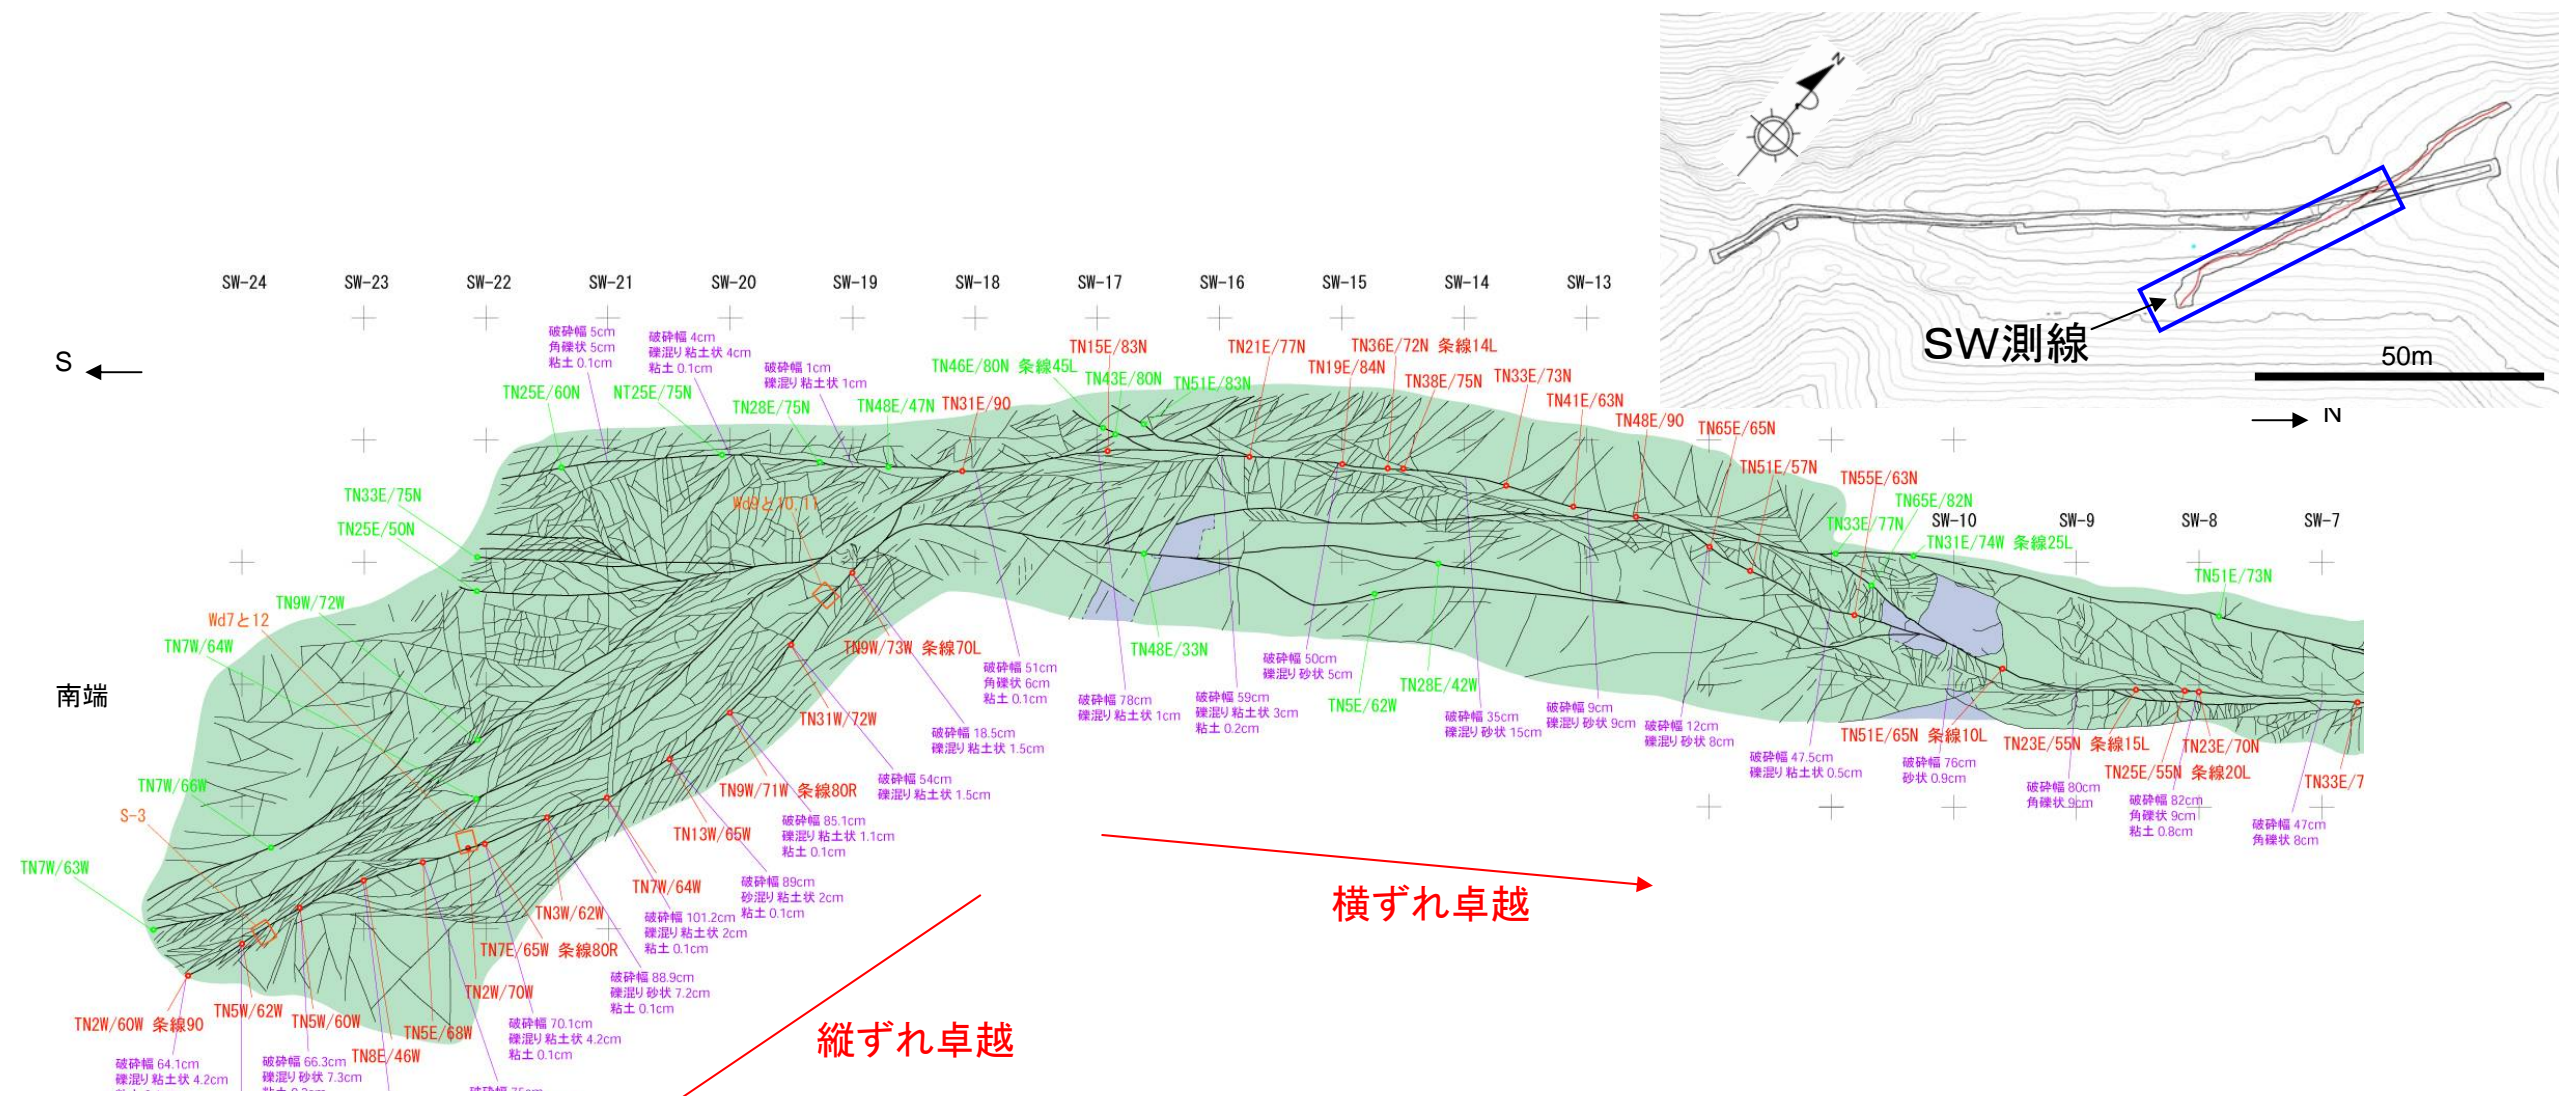 N
SW測線
50m
SW-24
SW-23
SW-22
SW-21
SW-20
SW-19
SW-18
SW-17
SW-16
SW-15
SW-14
SW-13
S
N
破砕幅 5cm
角礫状 5cm
粘土 0.1cm
破砕幅 4cm
礫混り粘土状 4cm
粘土 0.1cm
破砕幅 1cm
礫混り粘土状 1cm
TN25E/60N
NT25E/75N
TN28E/75N
TN48E/47N
TN31E/90
TN46E/80N 条線45L
TN15E/83N
TN43E/80N
TN51E/83N
TN21E/77N
TN19E/84N
TN36E/72N 条線14L
TN38E/75N
TN33E/73N
TN41E/63N
TN48E/90
TN65E/65N
TN51E/57N
TN55E/63N
TN65E/82N
TN33E/77N
SW-10
SW-9
SW-8
SW-7
TN31E/74W 条線25L
TN51E/73N
TN33E/75N
TN25E/50N
Wd9と10,11
TN9W/72W
Wd7と12
TN7W/64W
南端
TN7W/66W
S-3
TN7W/63W
TN9W/73W 条線70L
TN31W/72W
TN9W/71W 条線80R
TN13W/65W
TN7W/64W
TN3W/62W
TN7E/65W 条線80R
TN2W/70W
TN5E/68W
TN8E/46W
TN5W/60W
TN5W/62W
TN2W/60W 条線90
TN48E/33N
TN5E/62W
TN28E/42W
TN51E/65N 条線10L
TN23E/55N 条線15L
TN25E/55N 条線20L
TN23E/70N
TN33E/7
破砕幅 51cm
角礫状 6cm
粘土 0.1cm
破砕幅 78cm
礫混り粘土状 1cm
破砕幅 59cm
礫混り粘土状 3cm
粘土 0.2cm
破砕幅 50cm
礫混り砂状 5cm
破砕幅 35cm
礫混り砂状 15cm
破砕幅 9cm
礫混り砂状 9cm
破砕幅 12cm
礫混り砂状 8cm
破砕幅 47.5cm
礫混り粘土状 0.5cm
破砕幅 76cm
砂状 0.9cm
破砕幅 80cm
角礫状 9cm
破砕幅 82cm
角礫状 9cm
粘土 0.8cm
破砕幅 47cm
角礫状 8cm
破砕幅 18.5cm
礫混り粘土状 1.5cm
破砕幅 54cm
礫混り粘土状 1.5cm
破砕幅 85.1cm
礫混り粘土状 1.1cm
粘土 0.1cm
破砕幅 89cm
砂混り粘土状 2cm
粘土 0.1cm
破砕幅 101.2cm
礫混り粘土状 2cm
粘土 0.1cm
破砕幅 88.9cm
礫混り砂状 7.2cm
粘土 0.1cm
破砕幅 70.1cm
礫混り粘土状 4.2cm
粘土 0.1cm
破砕幅 66.3cm
礫混り砂状 7.3cm
破砕幅 64.1cm
礫混り粘土状 4.2cm
横ずれ卓越
縦ずれ卓越